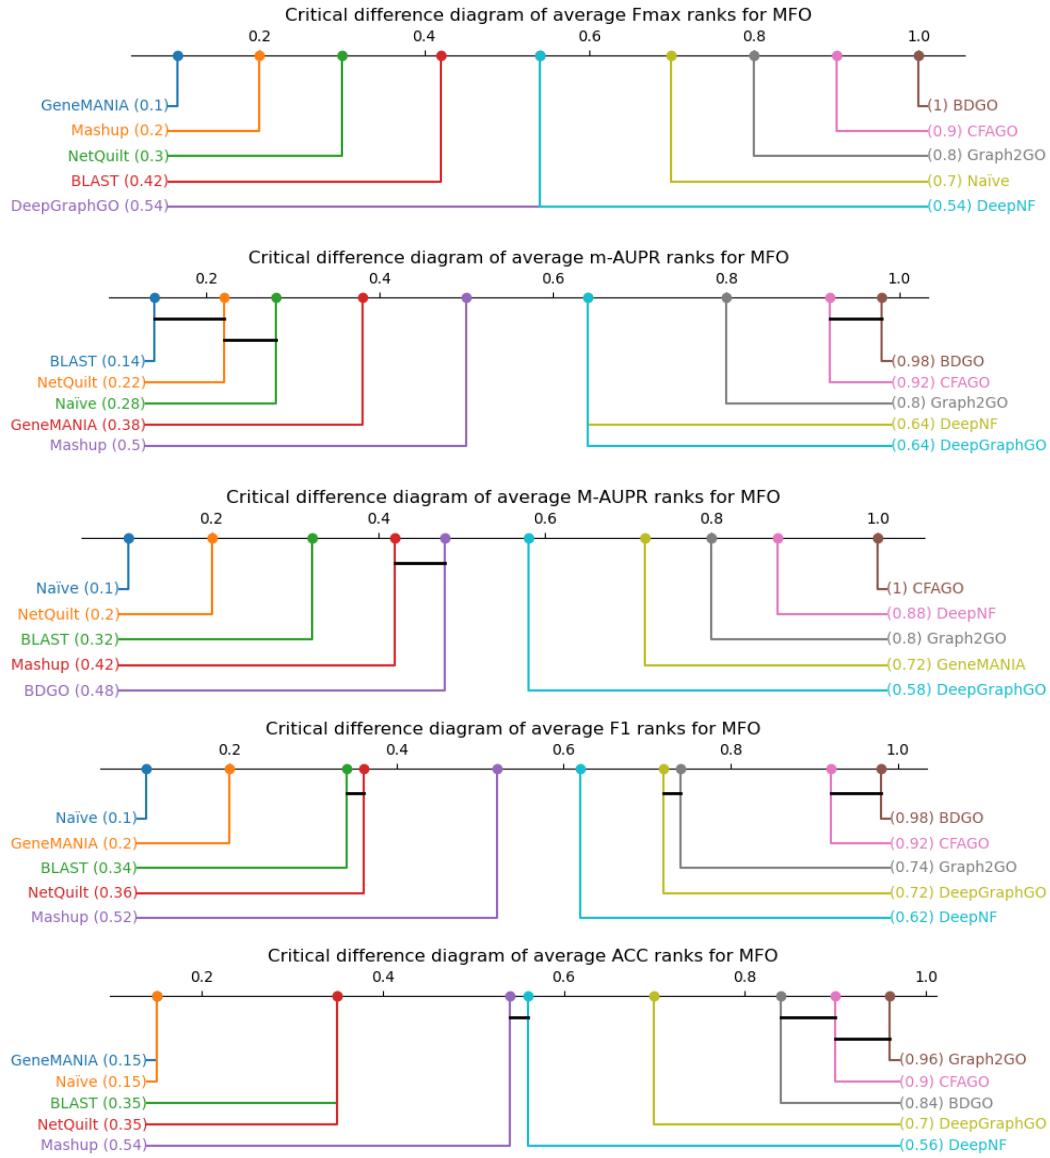 Critical difference diagram of average Fmax ranks for MFO
0.2 0.4 0.6 0.8 1.0
GeneMANIA (0.1) (1) BDGO
Mashup (0.2) (0.9) CFAGO
NetQuilt (0.3) (0.8) Graph2GO
BLAST (0.42) (0.7) Naïve
DeepGraphGO (0.54) (0.54) DeepNF
Critical difference diagram of average m-AUPR ranks for MFO
0.2 0.4 0.6 0.8 1.0
BLAST (0.14) (0.98) BDGO
NetQuilt (0.22) (0.92) CFAGO
Naïve (0.28) (0.8) Graph2GO
GeneMANIA (0.38) (0.64) DeepNF
Mashup (0.5) (0.64) DeepGraphGO
Critical difference diagram of average M-AUPR ranks for MFO
0.2 0.4 0.6 0.8 1.0
Naïve (0.1) (1) CFAGO
NetQuilt (0.2) (0.88) DeepNF
BLAST (0.32) (0.8) Graph2GO
Mashup (0.42) (0.72) GeneMANIA
BDGO (0.48) (0.58) DeepGraphGO
Critical difference diagram of average F1 ranks for MFO
0.2 0.4 0.6 0.8 1.0
Naïve (0.1) (0.98) BDGO
GeneMANIA (0.2) (0.92) CFAGO
BLAST (0.34) (0.74) Graph2GO
NetQuilt (0.36) (0.72) DeepGraphGO
Mashup (0.52) (0.62) DeepNF
Critical difference diagram of average ACC ranks for MFO
0.2 0.4 0.6 0.8 1.0
GeneMANIA (0.15) (0.96) Graph2GO
Naïve (0.15) (0.9) CFAGO
BLAST (0.35) (0.84) BDGO
NetQuilt (0.35) (0.7) DeepGraphGO
Mashup (0.54) (0.56) DeepNF